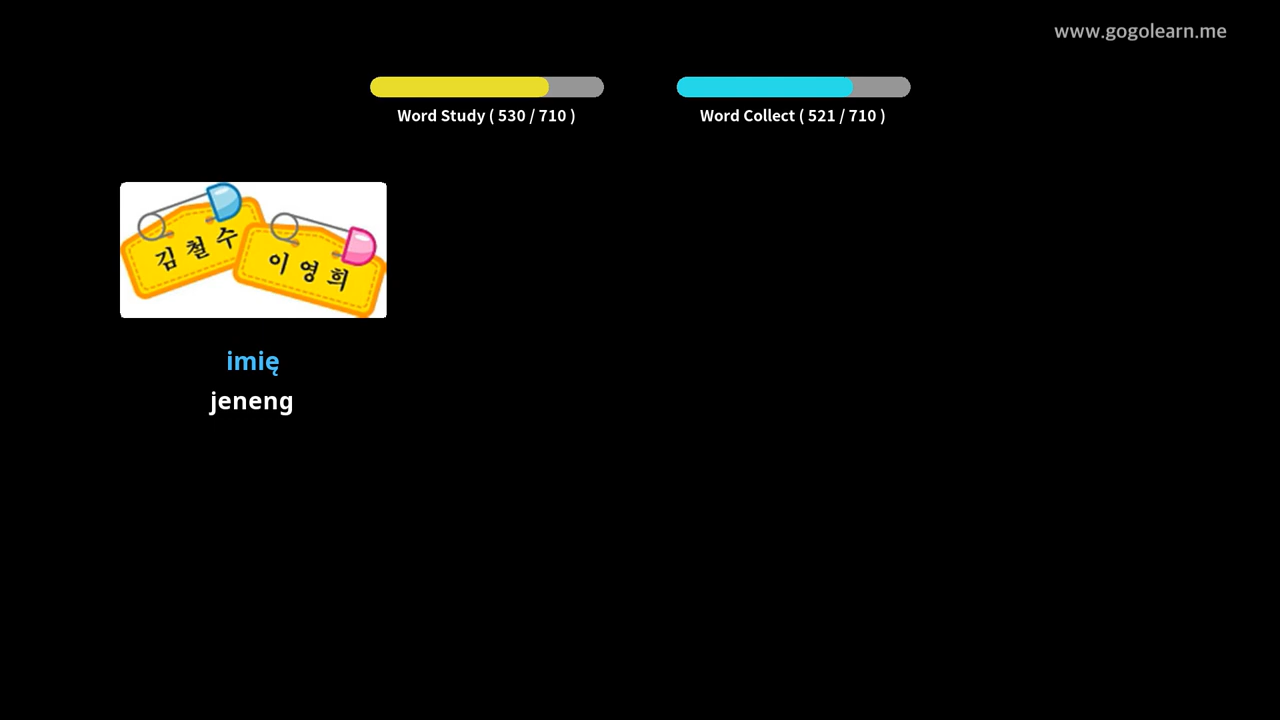 www.gogolearn.me
Word Study ( 530 / 710 )
Word Collect ( 521 / 710 )
김철수
이영희
imię
jeneng